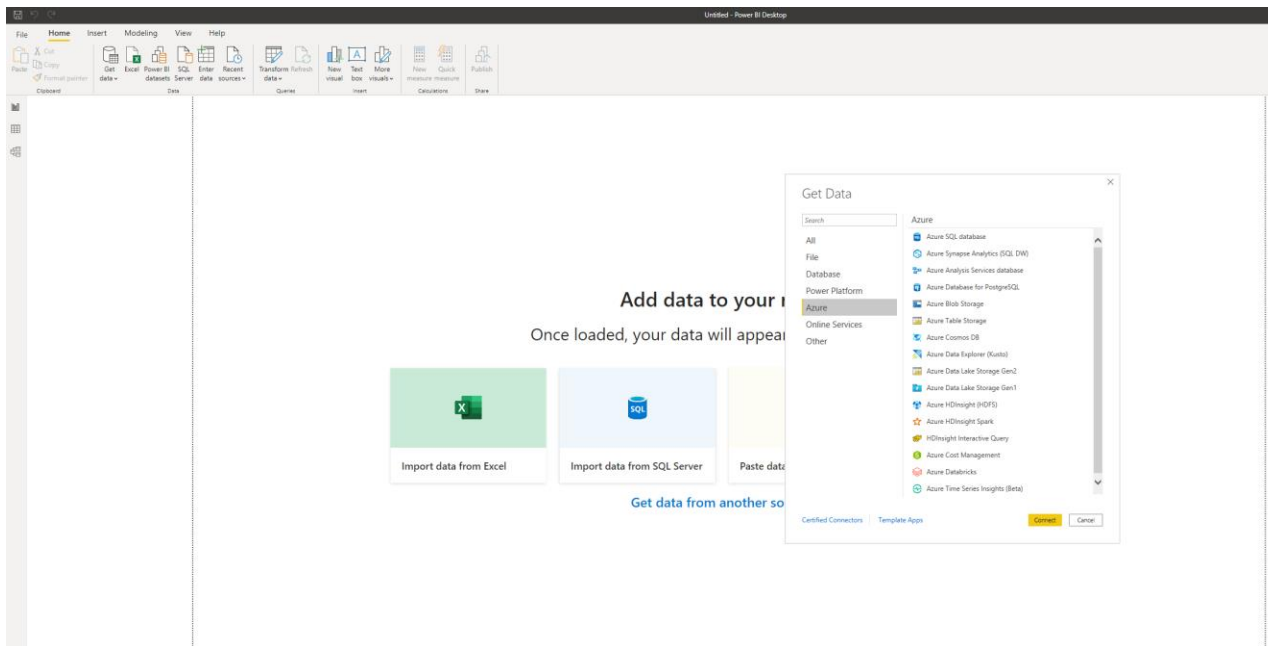 Untitled - Power BI Desktop
File Home Insert Modeling View Help
Paste
Cut
Copy
Format painter
Clipboard
Get data
Excel
Power BI datasets
SQL Server
Enter data
Recent sources
Data
Transform data
Refresh
Queries
New visual
Text box
More visuals
Insert
New measure
Quick measure
Calculations
Publish
Share
Add data to your r
Once loaded, your data will appear
Import data from Excel
SQL
Import data from SQL Server
Paste data
Get data from another so
Get Data
Search
All
File
Database
Power Platform
Azure
Online Services
Other
Azure
Azure SQL database
Azure Synapse Analytics (SQL DW)
Azure Analysis Services database
Azure Database for PostgreSQL
Azure Blob Storage
Azure Table Storage
Azure Cosmos DB
Azure Data Explorer (Kusto)
Azure Data Lake Storage Gen2
Azure Data Lake Storage Gen1
Azure HDInsight (HDFS)
Azure HDInsight Spark
HDInsight Interactive Query
Azure Cost Management
Azure Databricks
Azure Time Series Insights (Beta)
Certified Connectors Template Apps
Connect Cancel